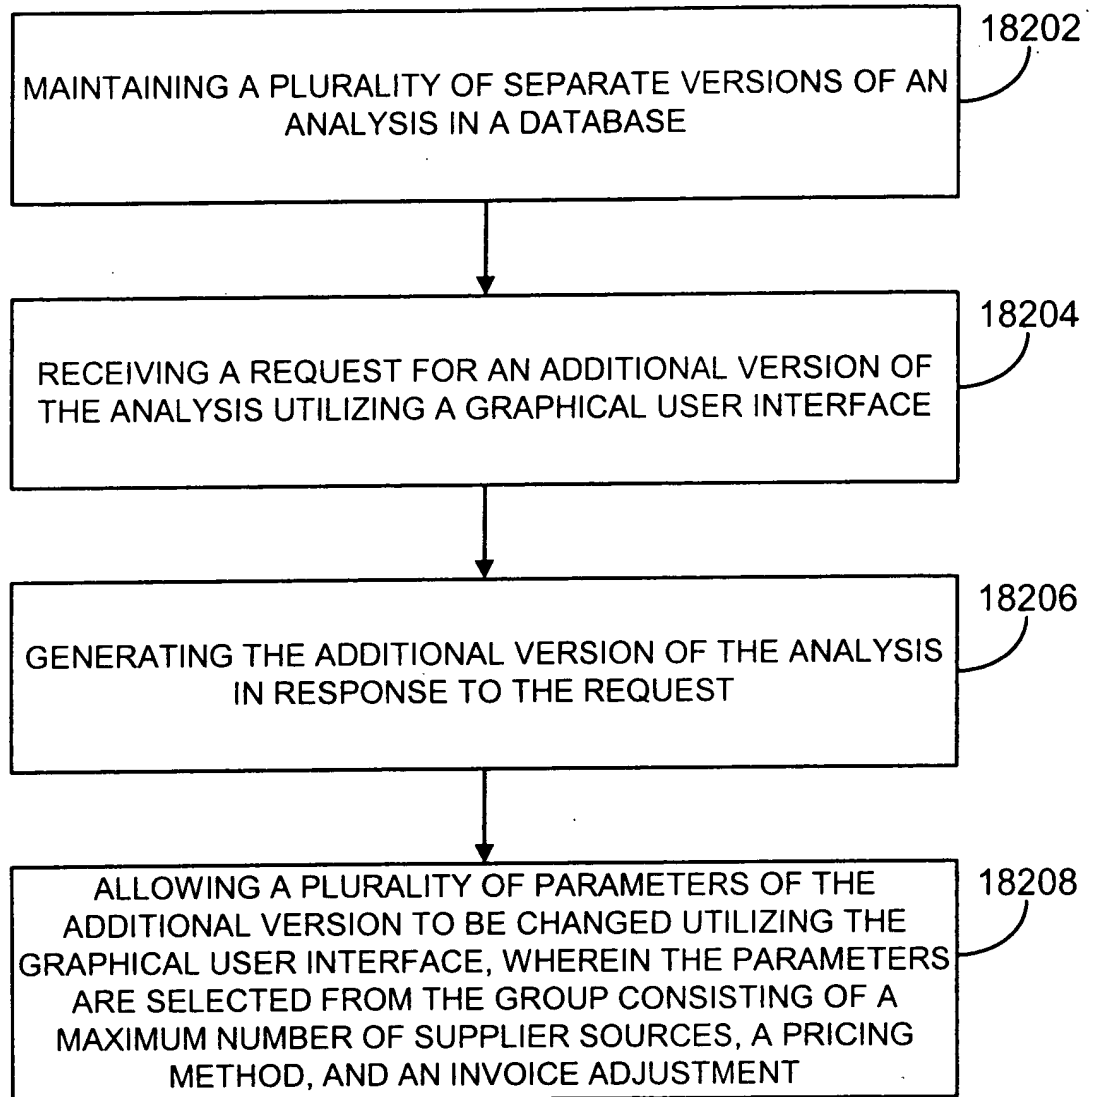 18202
MAINTAINING A PLURALITY OF SEPARATE VERSIONS OF AN
ANALYSIS IN A DATABASE
18204
RECEIVING A REQUEST FOR AN ADDITIONAL VERSION OF
THE ANALYSIS UTILIZING A GRAPHICAL USER INTERFACE
18206
GENERATING THE ADDITIONAL VERSION OF THE ANALYSIS
IN RESPONSE TO THE REQUEST
18208
ALLOWING A PLURALITY OF PARAMETERS OF THE
ADDITIONAL VERSION TO BE CHANGED UTILIZING THE
GRAPHICAL USER INTERFACE, WHEREIN THE PARAMETERS
ARE SELECTED FROM THE GROUP CONSISTING OF A
MAXIMUM NUMBER OF SUPPLIER SOURCES, A PRICING
METHOD, AND AN INVOICE ADJUSTMENT